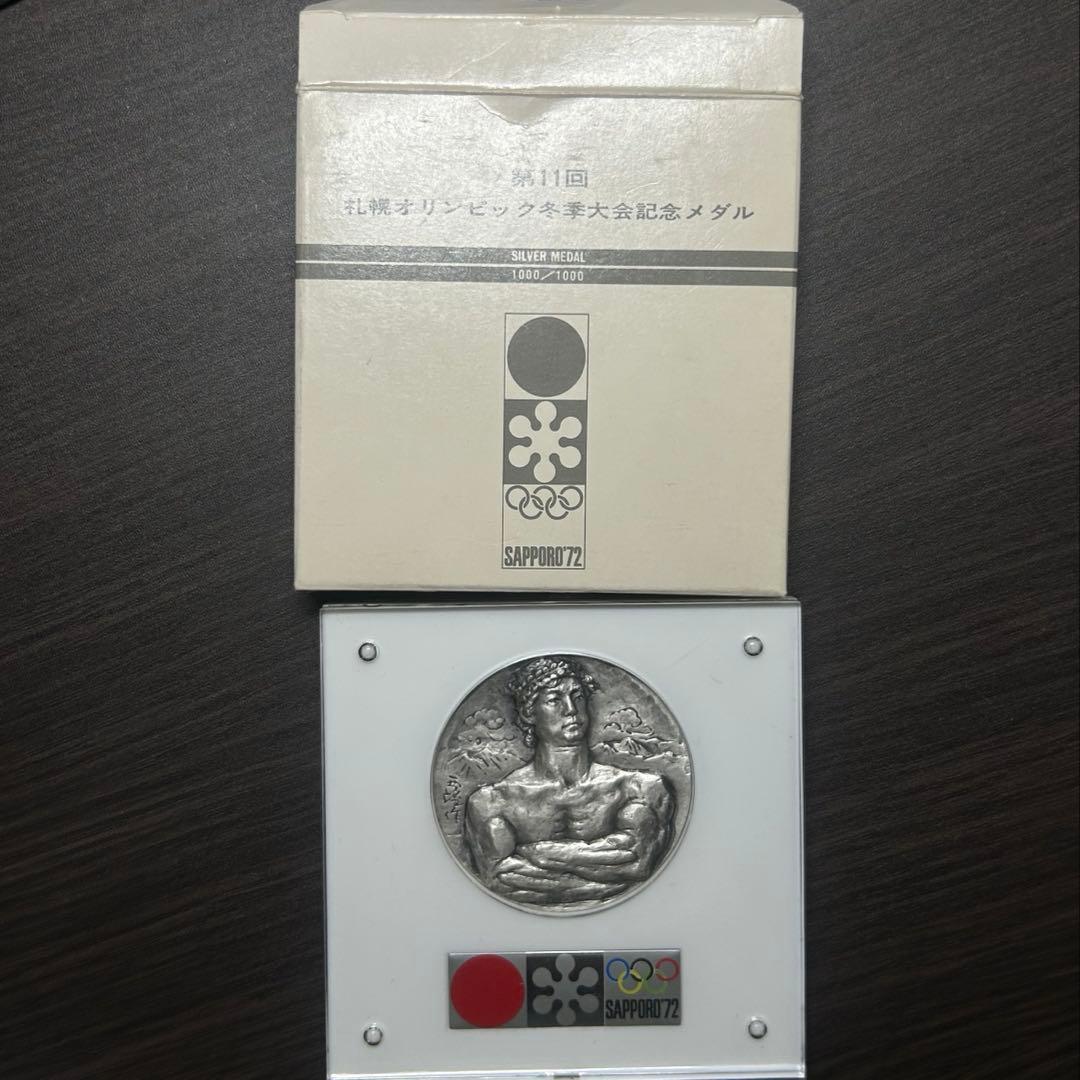 第11回
札幌オリンピック冬季大会記念メダル
SILVER MEDAL
1000/1000
SAPPORO'72
SAPPORO'72